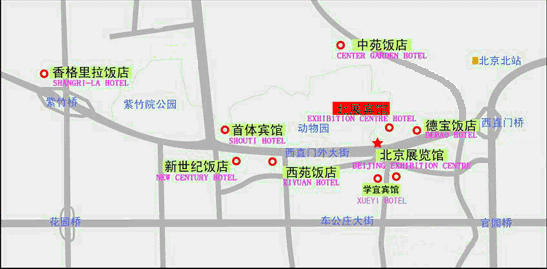 中苑饭店
CENTER GARDEN HOTEL
北京北站
香格里拉饭店
SHANGRI-LA HOTEL
紫竹桥
紫竹院公园
EXHIBITION CENTRE HOTEL
首体宾馆
SHOUTI HOTEL
动物园
德宝饭店
DEBAO HOTEL
西直门桥
西直门外大街
北京展览馆
BEIJING EXHIBITION CENTRE
新世纪饭店
NEW CENTURY HOTEL
西苑饭店
XIYUAN HOTEL
学宜宾馆
XUEYI HOTEL
花园桥
车公庄大街
官园桥